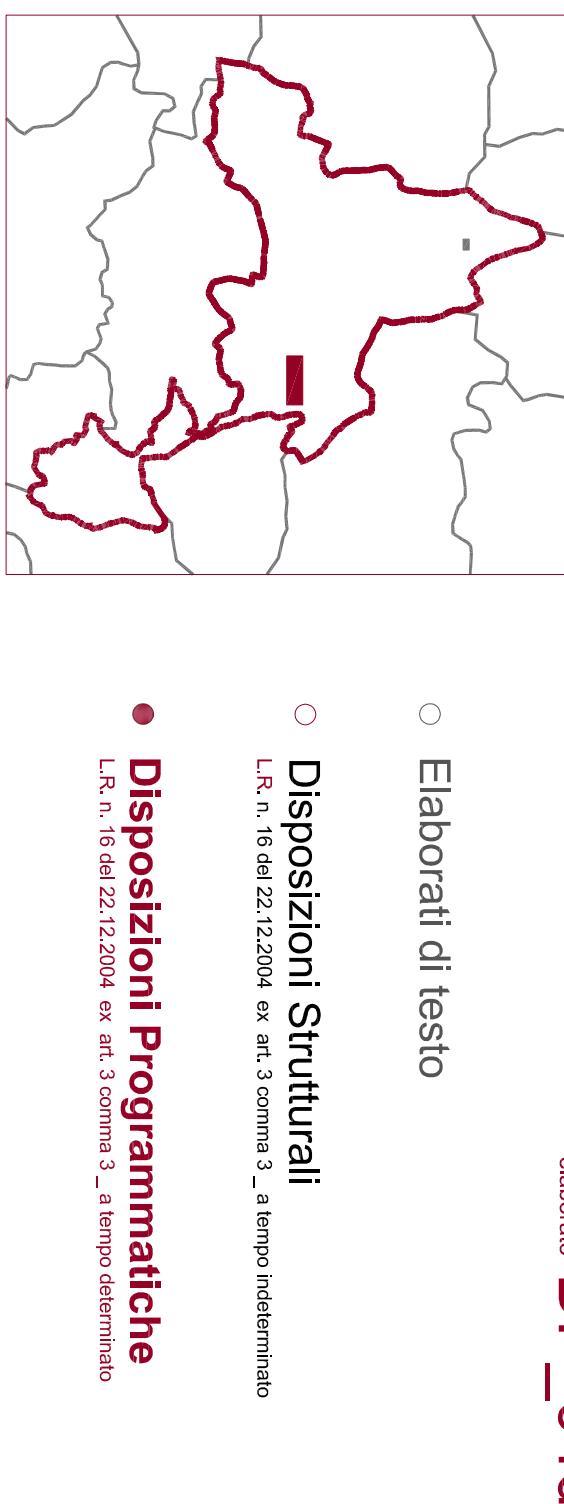 Elaborati di testo
Disposizioni Strutturali
L.R. n. 16 del 22.12.2004 ex art. 3 comma 3 _ a tempo indeterminato
Disposizioni Programmatiche
L.R. n. 16 del 22.12.2004 ex art. 3 comma 3 _ a tempo determinato